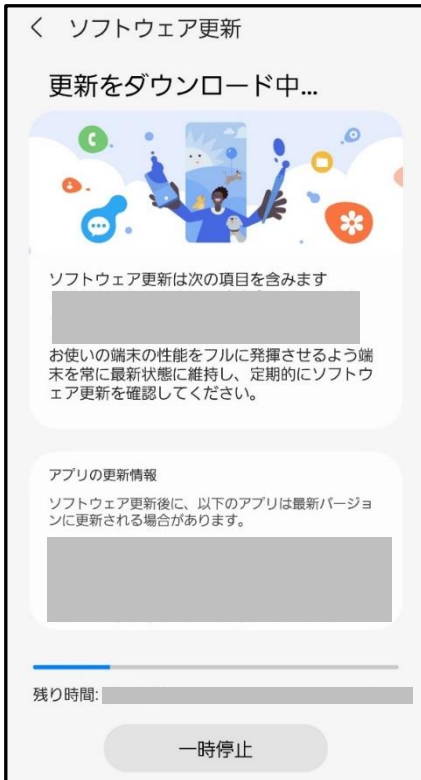 ソフトウェア更新
更新をダウンロード中...
ソフトウェア更新は次の項目を含みます
お使いの端末の性能をフルに発揮させるよう端
末を常に最新状態に維持し、定期的にソフトウ
ェア更新を確認してください。
アプリの更新情報
ソフトウェア更新後に、以下のアプリは最新バージョ
ンに更新される場合があります。
残り時間:
一時停止